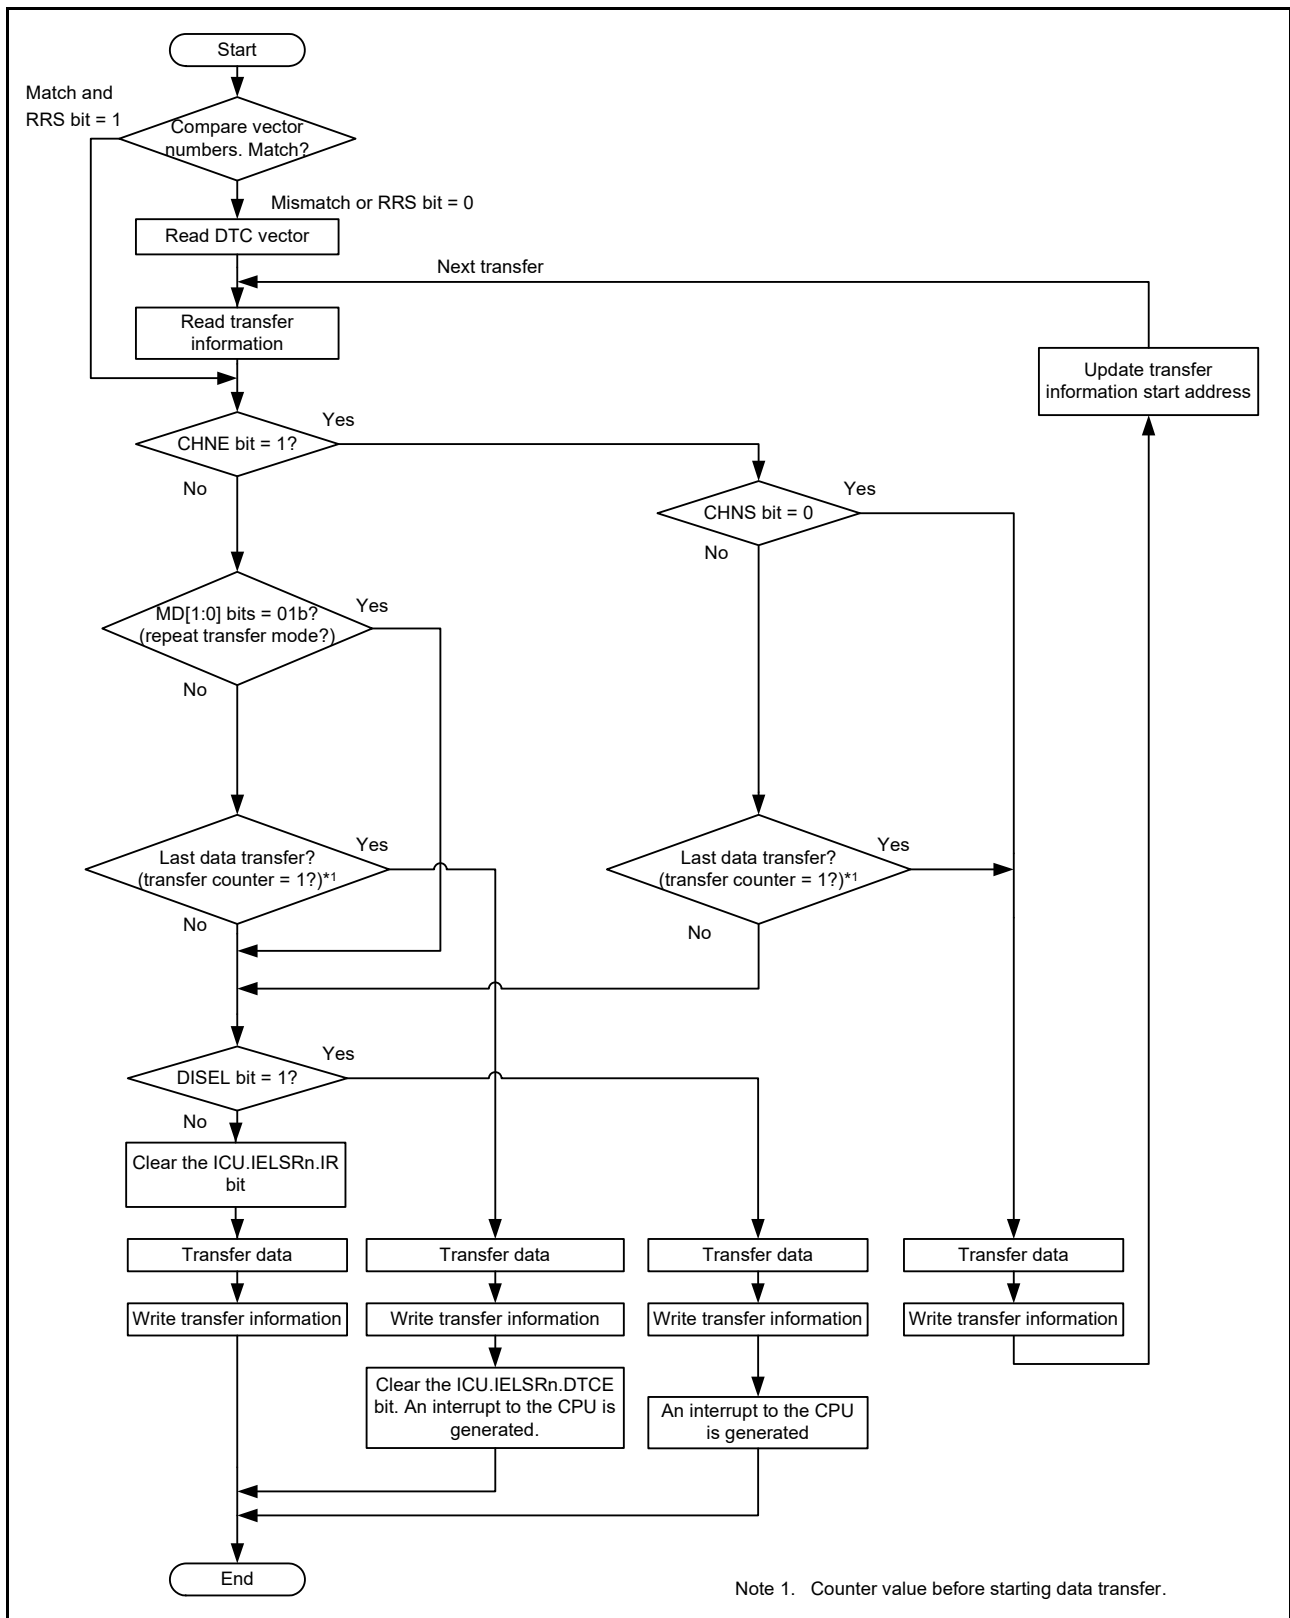 Start
Match and
RRS bit = 1
Compare vector
numbers. Match?
Mismatch or RRS bit = 0
Read DTC vector
Next transfer
Read transfer
information
Update transfer
information start address
Yes
CHNE bit = 1?
No
Yes
CHNS bit = 0
No
MD[1:0] bits = 01b?
(repeat transfer mode?)
Yes
No
Last data transfer?
(transfer counter = 1?)*1
Yes
No
Last data transfer?
(transfer counter = 1?)*1
Yes
No
DISEL bit = 1?
Yes
No
Clear the ICU.IELSRn.IR
bit
Transfer data
Transfer data
Transfer data
Transfer data
Write transfer information
Write transfer information
Write transfer information
Write transfer information
Clear the ICU.IELSRn.DTCE
bit. An interrupt to the CPU is
generated.
An interrupt to the CPU
is generated
End
Note 1. Counter value before starting data transfer.